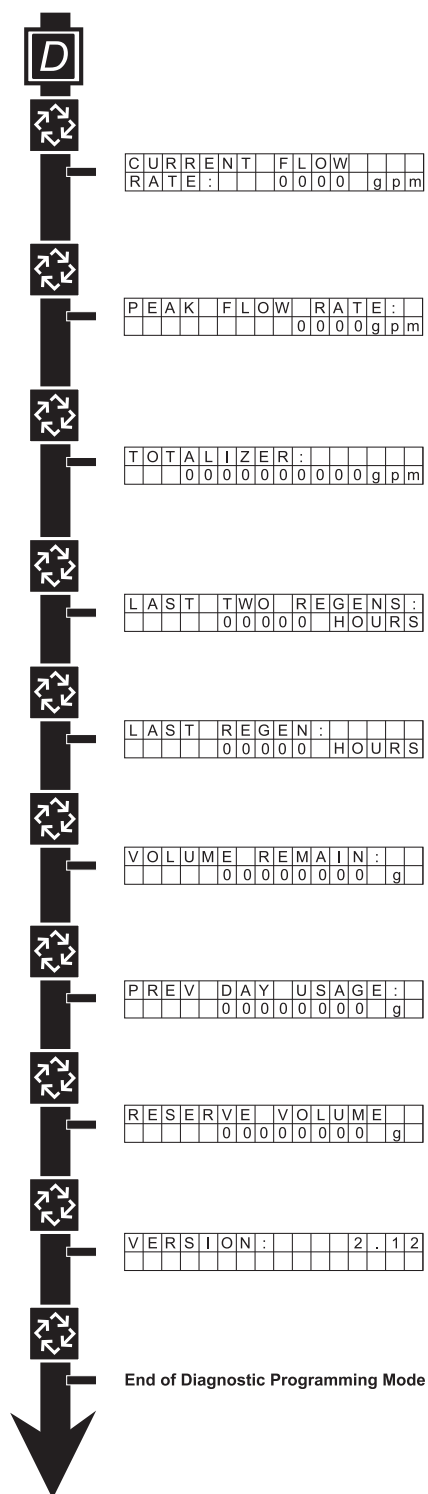 D
CURRENT FLOW
RATE: 0000 gpm
PEAK FLOW RATE:
0000gpm
TOTALIZER:
0000000000gpm
LAST TWO REGENS:
00000 HOURS
LAST REGEN:
00000 HOURS
VOLUME REMAIN:
00000000 g
PREV DAY USAGE:
00000000 g
RESERVE VOLUME
00000000 g
VERSION: 2.12
End of Diagnostic Programming Mode